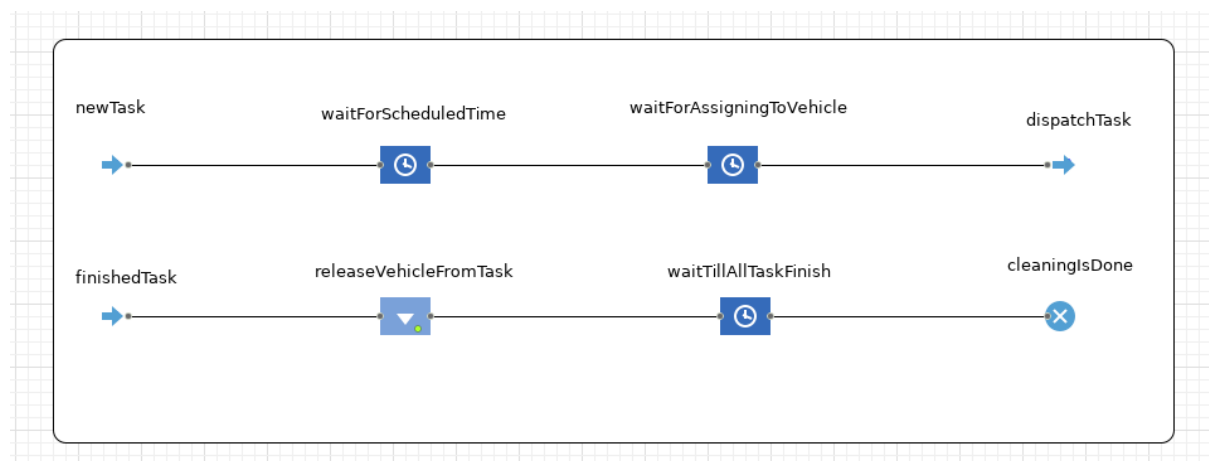 newTask
waitForScheduledTime
waitForAssigningToVehicle
dispatchTask
finishedTask
releaseVehicleFromTask
waitTillAllTaskFinish
cleaningIsDone